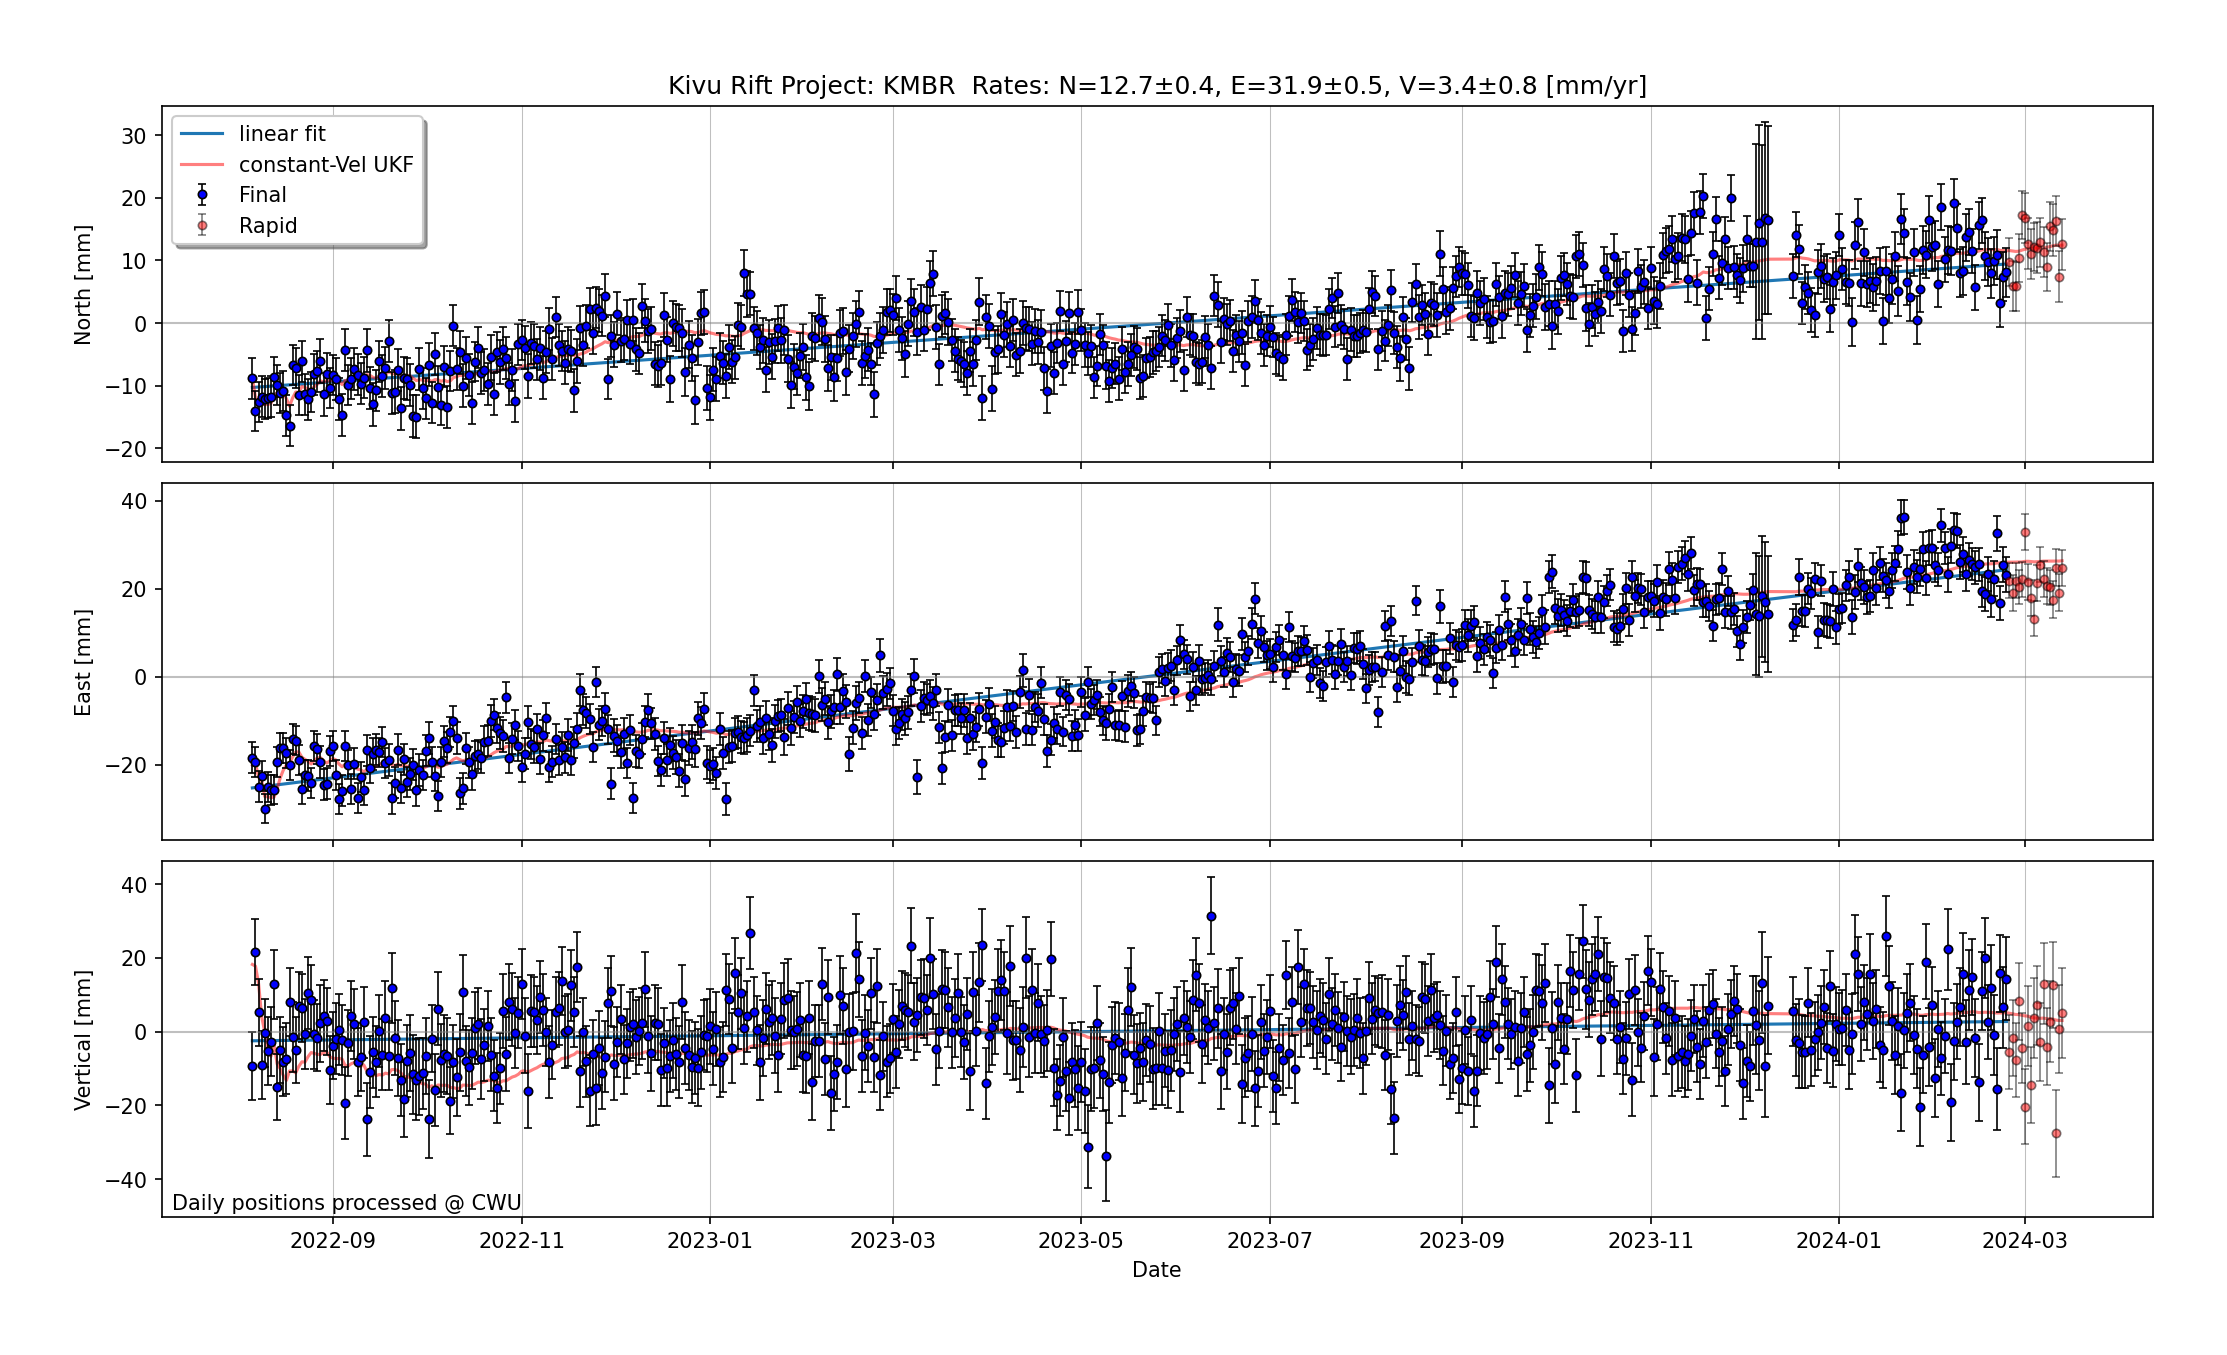 Kivu Rift Project: KMBR  Rates: N=12.7±0.4, E=31.9±0.5, V=3.4±0.8 [mm/yr]
linear fit
constant-Vel UKF
Final
Rapid
North [mm]
30
20
10
0
−10
−20
East [mm]
40
20
0
−20
Vertical [mm]
40
20
0
−20
−40
Daily positions processed @ CWU
2022-09 2022-11 2023-01 2023-03 2023-05 2023-07 2023-09 2023-11 2024-01 2024-03
Date